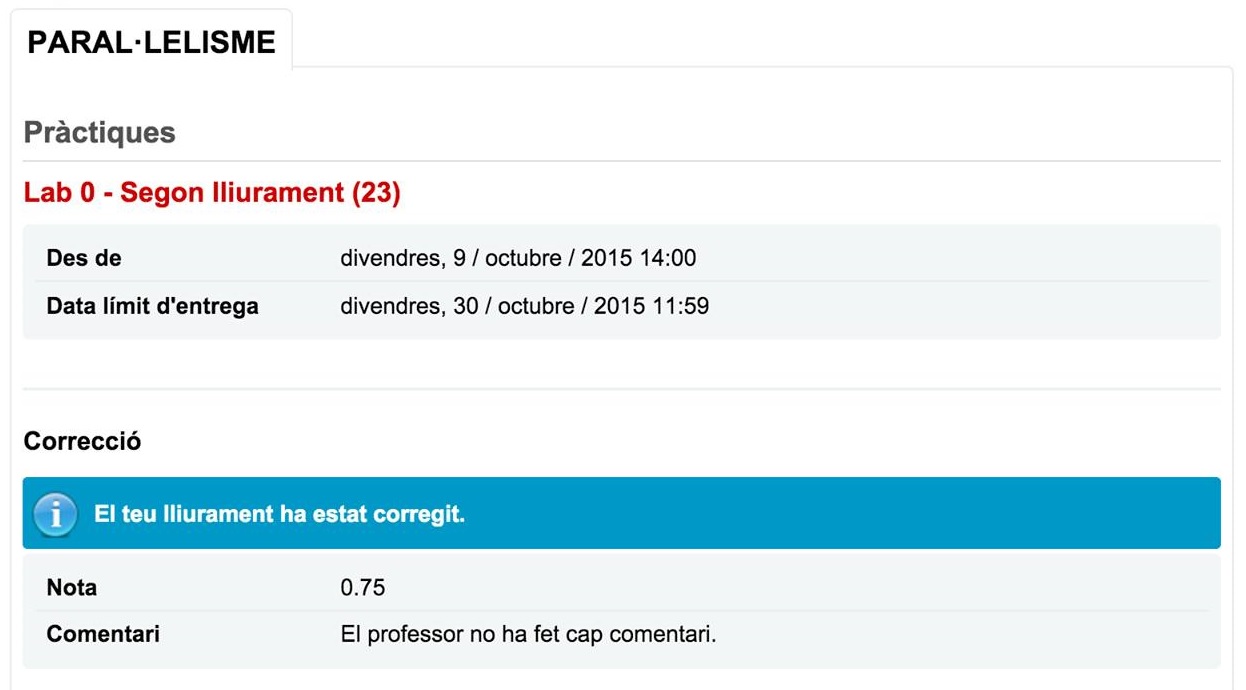 PARAL·LELISME
Pràctiques
Lab 0 - Segon lliurament (23)
Des de divendres, 9 / octubre / 2015 14:00
Data límit d'entrega divendres, 30 / octubre / 2015 11:59
Correcció
El teu lliurament ha estat corregit.
Nota 0.75
Comentari El professor no ha fet cap comentari.